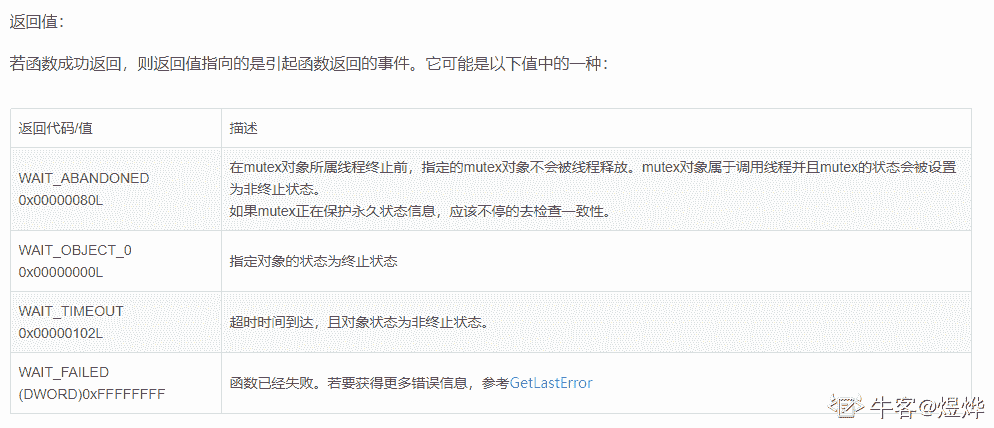 返回值：
若函数成功返回，则返回值指向的是引起函数返回的事件。它可能是以下值中的一种：
返回代码/值
描述
WAIT_ABANDONED
0x00000080L
在mutex对象所属线程终止前，指定的mutex对象不会被线程释放。mutex对象属于调用线程并且mutex的状态会被设置
为非终止状态。
如果mutex正在保护永久状态信息，应该不停的去检查一致性。
WAIT_OBJECT_0
0x00000000L
指定对象的状态为终止状态
WAIT_TIMEOUT
0x00000102L
超时时间到达，且对象状态为非终止状态。
WAIT_FAILED
(DWORD)0xFFFFFFFF
函数已经失败。若要获得更多错误信息，参考GetLastError
牛客@煜烨